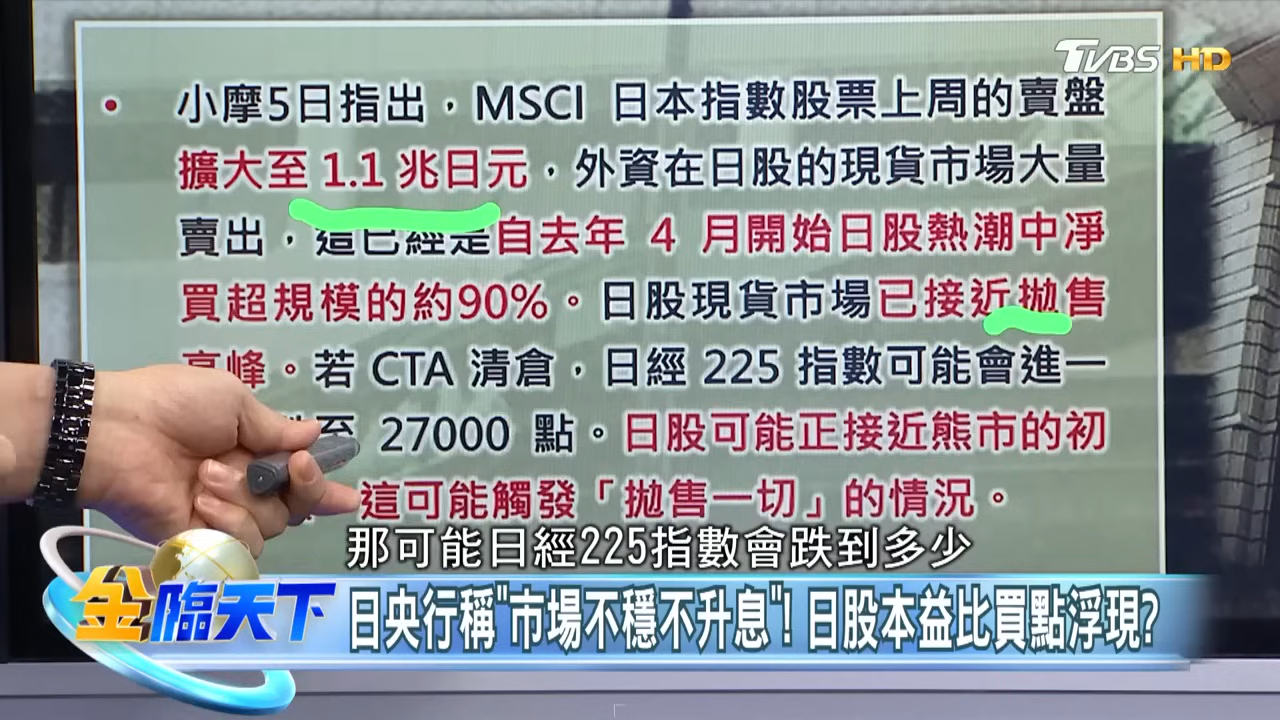 TVBS HD
• 小摩5日指出，MSCI 日本指數股票上周的賣盤
擴大至 1.1 兆日元，外資在日股的現貨市場大量
賣出，這已經是自去年 4 月開始日股熱潮中凈
買超規模的約90%。日股現貨市場已接近拋售
高峰。若 CTA 清倉，日經 225 指數可能會進一
至 27000 點。日股可能正接近熊市的初
這可能觸發「拋售一切」的情況。
那可能日經225指數會跌到多少
金臨天下
日央行稱"市場不穩不升息"! 日股本益比買點浮現?